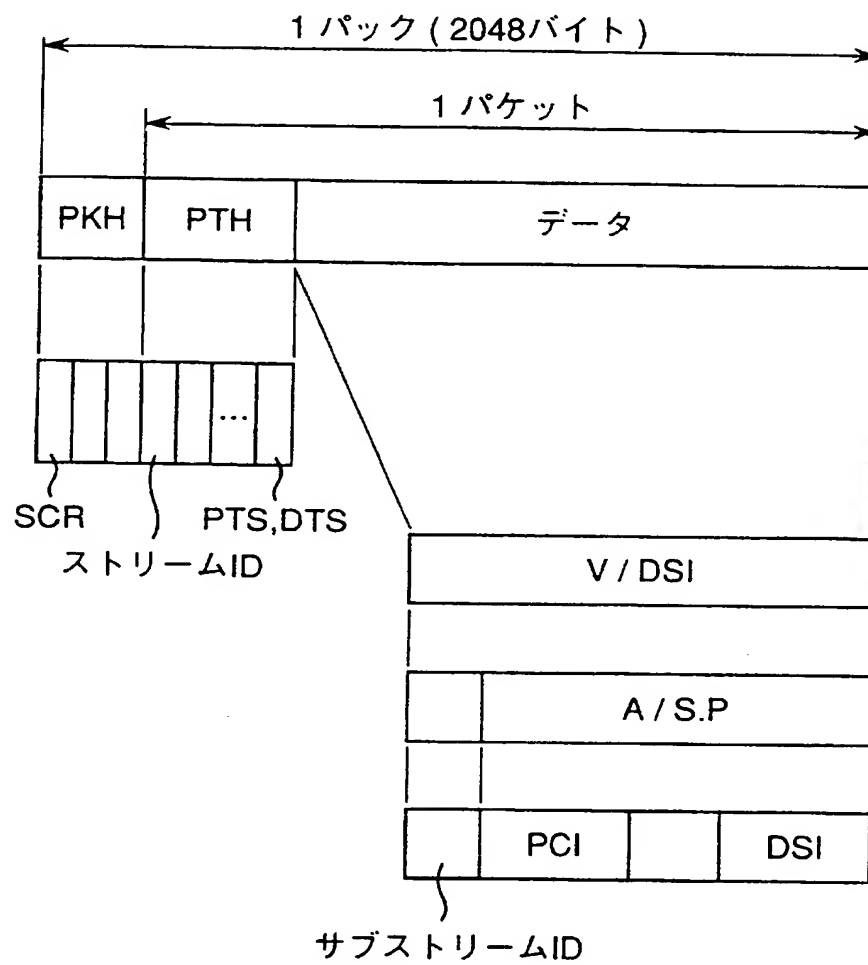 1 パック ( 2048バイト )
1 パケット
PKH PTH データ
...
SCR PTS,DTS
ストリームID
V / DSI
A / S.P
PCI DSI
サブストリームID